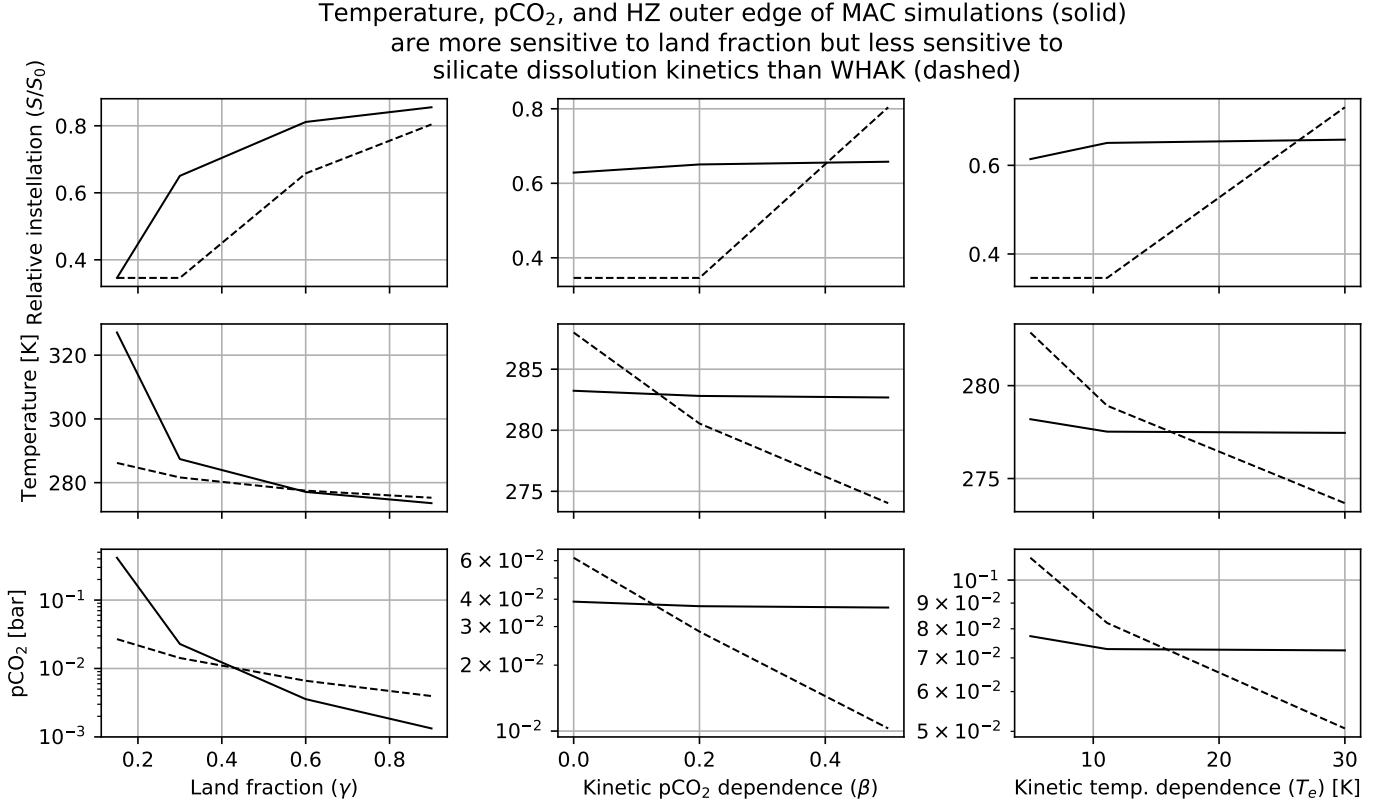 Temperature, pCO₂, and HZ outer edge of MAC simulations (solid)
are more sensitive to land fraction but less sensitive to
silicate dissolution kinetics than WHAK (dashed)
Relative instellation (S/S₀)
0.8
0.6
0.4
0.8
0.6
0.4
0.6
0.4
Temperature [K]
320
300
280
285
280
275
280
275
pCO₂ [bar]
10⁻¹
10⁻²
10⁻³
6 × 10⁻²
4 × 10⁻²
3 × 10⁻²
2 × 10⁻²
10⁻²
10⁻¹
9 × 10⁻²
8 × 10⁻²
7 × 10⁻²
6 × 10⁻²
5 × 10⁻²
0.2 0.4 0.6 0.8
Land fraction (γ)
0.0 0.2 0.4
Kinetic pCO₂ dependence (β)
10 20 30
Kinetic temp. dependence (Tₑ) [K]